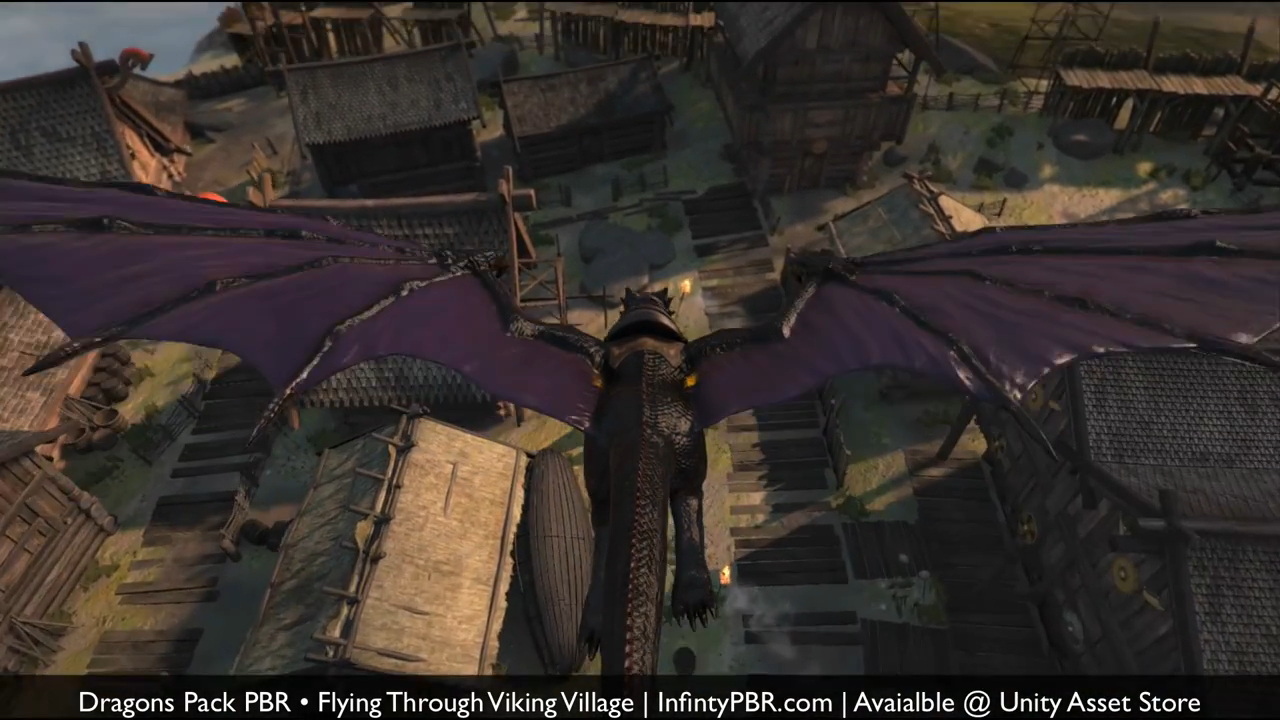 Dragons Pack PBR • Flying Through Viking Village | InfintyPBR.com | Avaialble @ Unity Asset Store